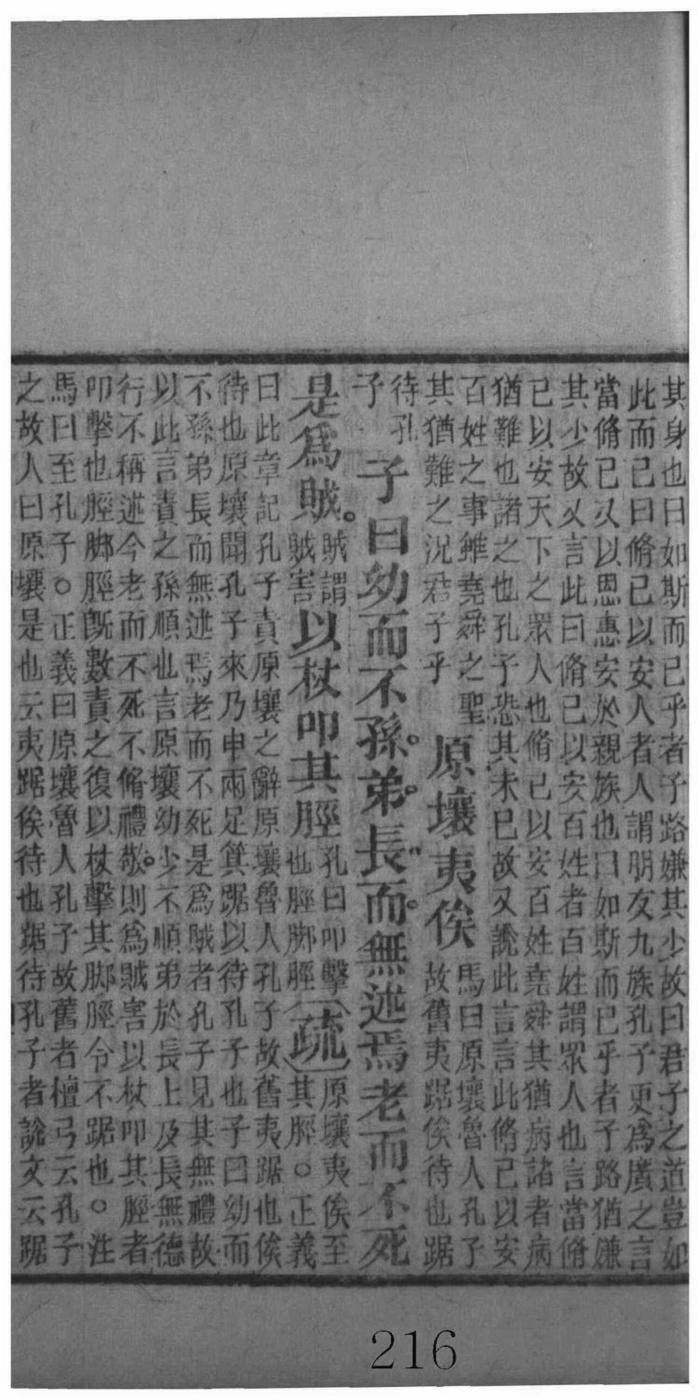 其身也曰如斯而已乎者子路嫌其少故曰君子之道豈如
此而已曰脩已以安人者人謂朋友九族孔子更爲廣之言
當脩已又以恩惠安於親族也曰如斯而已乎者子路猶嫌
其少故又言此曰脩已以安百姓者百姓謂眾人也言當脩
已以安天下之眾人也脩已以安百姓堯舜其猶病諸者病
猶難也諸之也孔子恐其未已故又說此言言此脩已以安
百姓之事雖堯舜之聖
其猶難之況君子乎
原壤夷俟
馬曰原壤魯人孔子
故舊夷踞俟待也踞
待孔
子
子曰幼而不孫弟長而無述焉老而不死
是爲賊
賊謂
賊害
以杖叩其脛
孔曰叩擊
也脛腳脛
疏
原壤夷俟至
其脛○正義
曰此章記孔子責原壤之辭原壤魯人孔子故舊夷踞也俟
待也原壤聞孔子來乃申兩足箕踞以待孔子也子曰幼而
不孫弟長而無述焉老而不死是爲賊者孔子見其無禮故
以此言責之孫順也言原壤幼少不順弟於長上及長無德
行不稱述今老而不死不脩禮敬則爲賊害以杖叩其脛者
叩擊也脛腳脛既數責之復以杖擊其腳脛令不踞也○注
馬曰至孔子○正義曰原壤魯人孔子故舊者檀弓云孔子
之故人曰原壤是也云夷踞俟待也踞待孔子者說文云踞
216